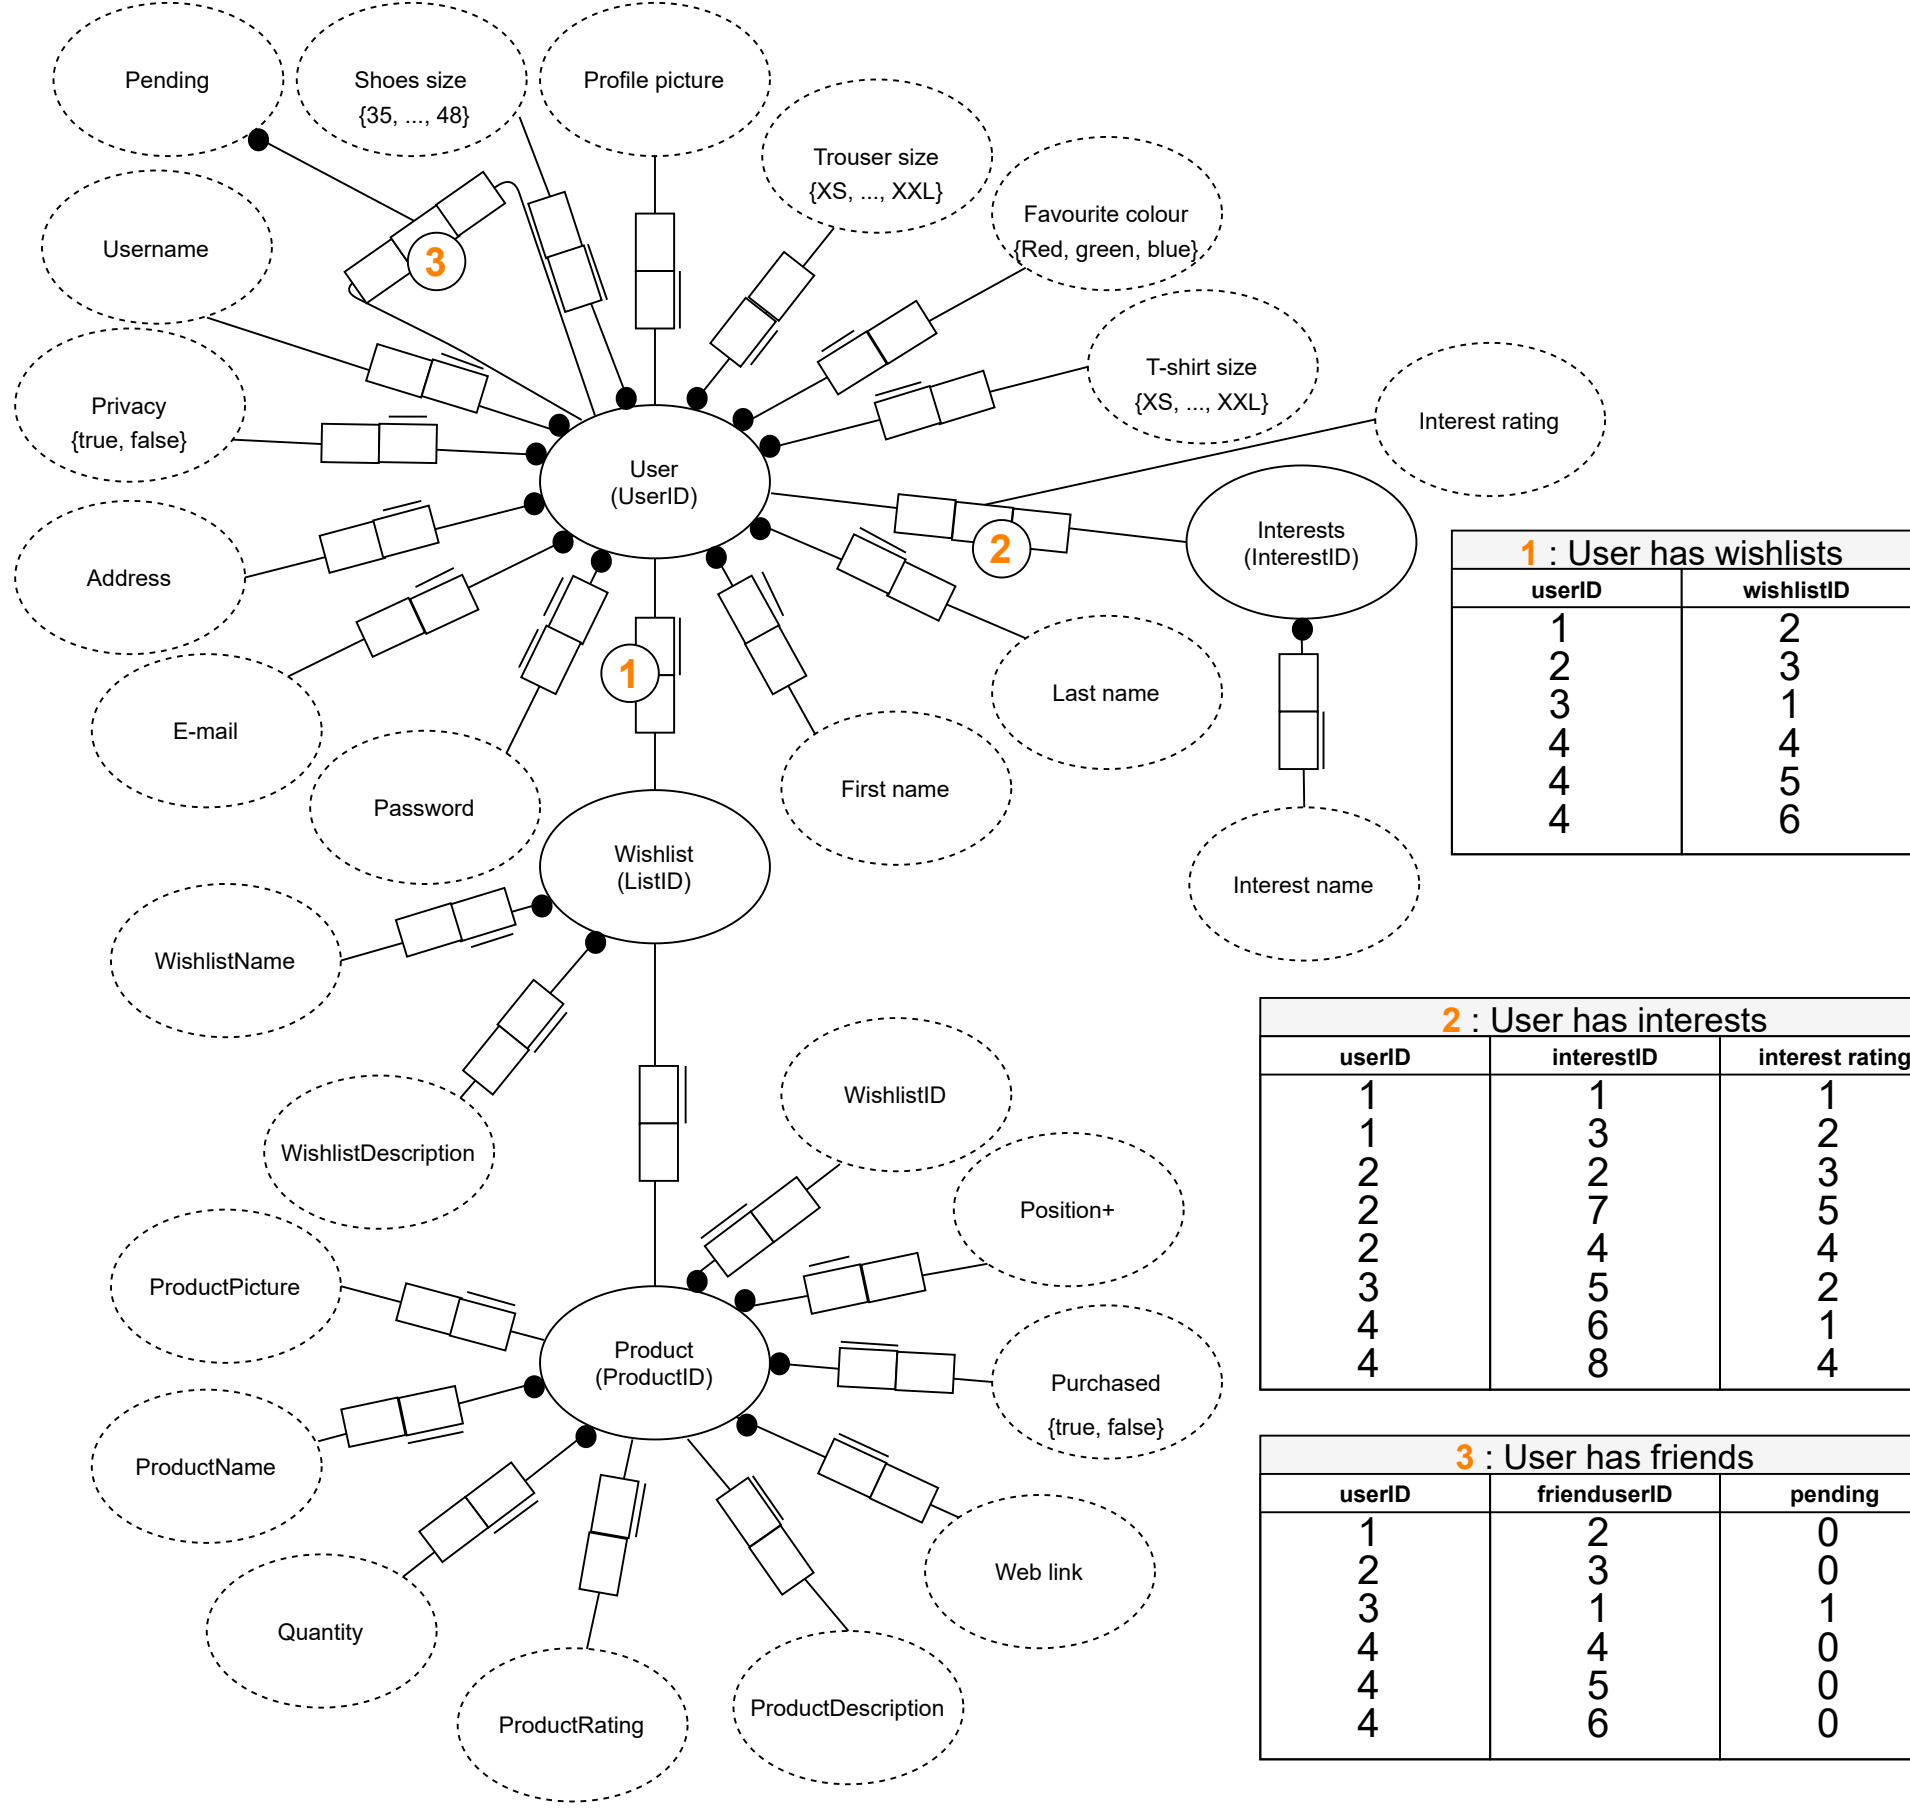 Pending
Shoes size
{35, ..., 48}
Profile picture
Trouser size
{XS, ..., XXL}
Favourite colour
{Red, green, blue}
Username
3
T-shirt size
{XS, ..., XXL}
Interest rating
Privacy
{true, false}
User
(UserID)
Interests
(InterestID)
2
Address
E-mail
Password
1
First name
Last name
Interest name
Wishlist
(ListID)
WishlistName
WishlistDescription
WishlistID
Position+
ProductPicture
Product
(ProductID)
Purchased
{true, false}
ProductName
Quantity
ProductRating
ProductDescription
Web link
1 : User has wishlists
userID wishlistID
1 2
2 3
3 1
4 4
4 5
4 6
2 : User has interests
userID interestID interest rating
1 1 1
1 3 2
2 2 3
2 7 5
2 4 4
3 5 2
4 6 1
4 8 4
3 : User has friends
userID frienduserID pending
1 2 0
2 3 0
3 1 1
4 4 0
4 5 0
4 6 0